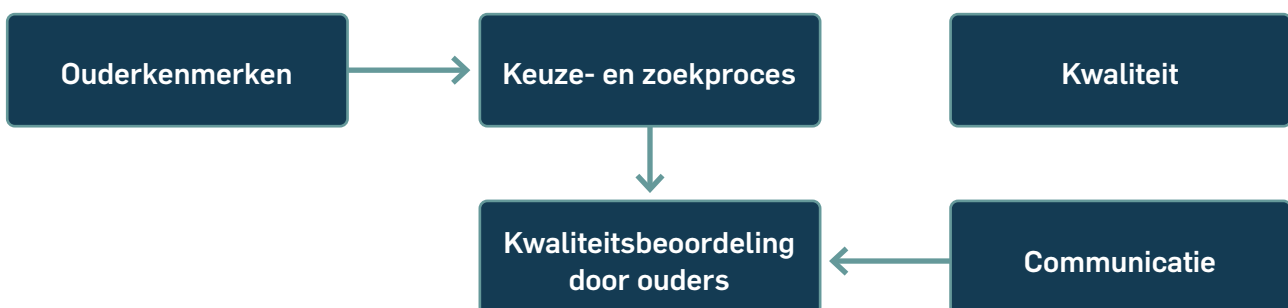 Ouderkenmerken
Keuze- en zoekproces
Kwaliteit
Kwaliteitsbeoordeling
door ouders
Communicatie